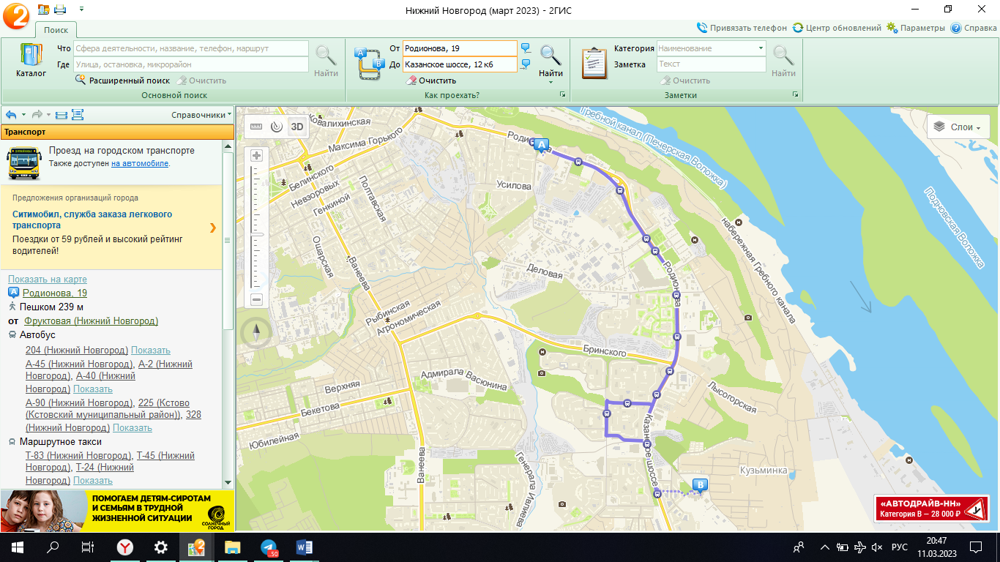 Нижний Новгород (март 2023) - 2ГИС
Поиск
Привязать телефон
Центр обновлений
Параметры
Справка
Каталог
Что
Сфера деятельности, название, телефон, маршрут
Где
Улица, остановка, микрорайон
Расширенный поиск
Очистить
Найти
Основной поиск
От
Родионова, 19
До
Казанское шоссе, 12 к6
Очистить
Найти
Как проехать?
Категория
Наименование
Заметка
Текст
Очистить
Найти
Заметки
Справочники
Транспорт
Проезд на городском транспорте
Также доступен на автомобиле.
Предложения организаций города
Ситимобил, служба заказа легкового
транспорта
Поездки от 59 рублей и высокий рейтинг
водителей!
Показать на карте
A
Родионова, 19
Пешком 239 м
от Фруктовая (Нижний Новгород)
Автобус
204 (Нижний Новгород) Показать
А-45 (Нижний Новгород), А-2 (Нижний
Новгород), А-40 (Нижний
Новгород) Показать
А-90 (Нижний Новгород), 225 (Кстово
(Кстовский муниципальный район)), 328
(Нижний Новгород) Показать
Маршрутное такси
Т-83 (Нижний Новгород), Т-45 (Нижний
Новгород), Т-24 (Нижний
Новгород) Показать
ПОМОГАЕМ ДЕТЯМ-СИРОТАМ
И СЕМЬЯМ В ТРУДНОЙ
ЖИЗНЕННОЙ СИТУАЦИИ
СОЛНЕЧНЫЙ
ГОРОД
3D
Слои
Ковалихинская
Максима Горького
Белинского
Невзоровых
Генкиной
Полтавская
Ошарская
Ванеева
Рыбинская
Агрономическая
Усилова
Деловая
Родионова
A
Гребной канал (Печерская Воложка)
Подновская Воложка
набережная Гребного канала
Бринского
Адмирала Васюнина
Верхняя
Бекетова
Юбилейная
Ванеева
Генерала Ивлиева
Казанское шоссе
Лысогорская
Кузьминка
B
«АВТОДРАЙВ-НН»
Категория В — 28 000 ₽
РУС
20:47
11.03.2023